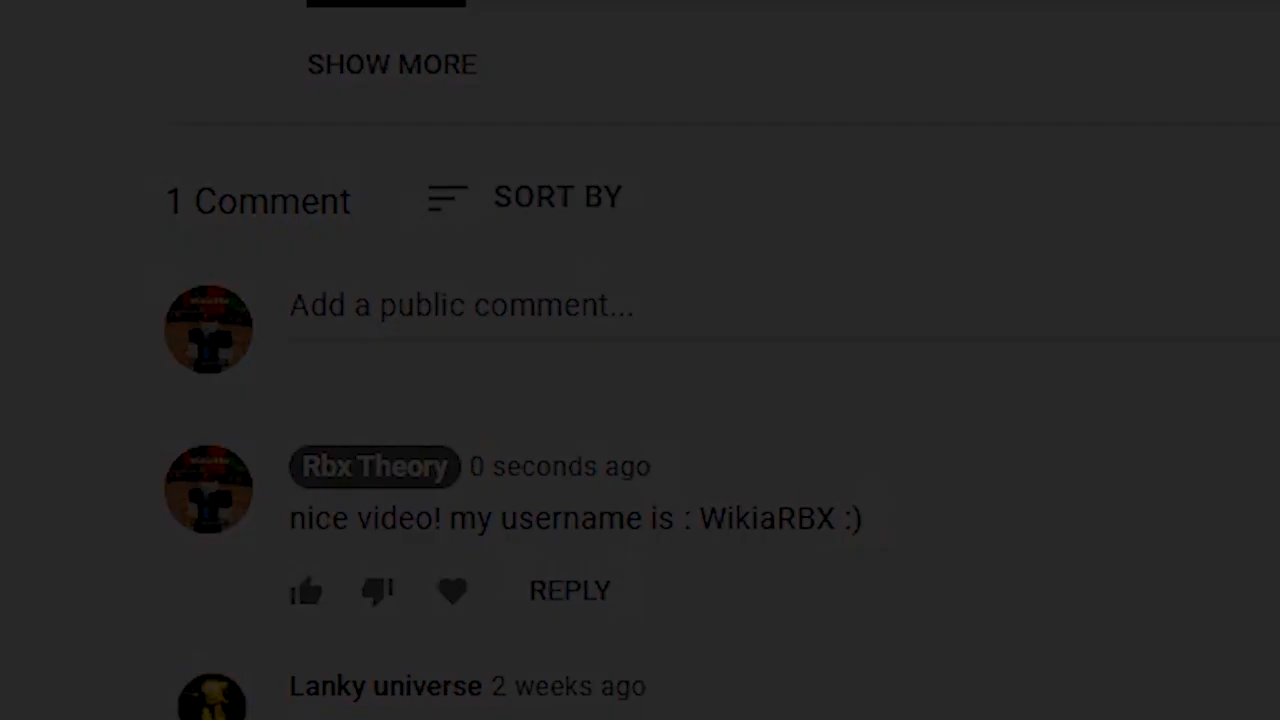 SHOW MORE
1 Comment
SORT BY
Add a public comment...
Rbx Theory 0 seconds ago
nice video! my username is : WikiaRBX :)
REPLY
Lanky universe 2 weeks ago